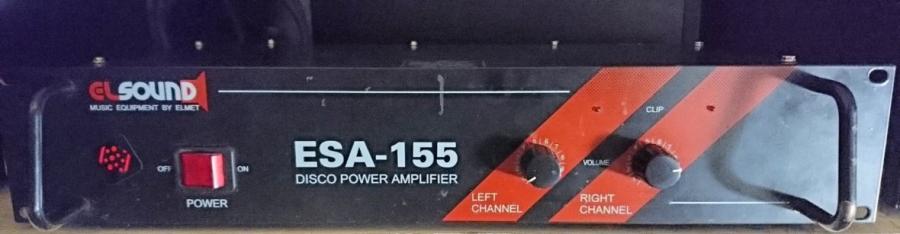 ELSOUND
MUSIC EQUIPMENT BY ELMET
OFF
ON
POWER
ESA-155
DISCO POWER AMPLIFIER
CLIP
VOLUME
LEFT
CHANNEL
RIGHT
CHANNEL